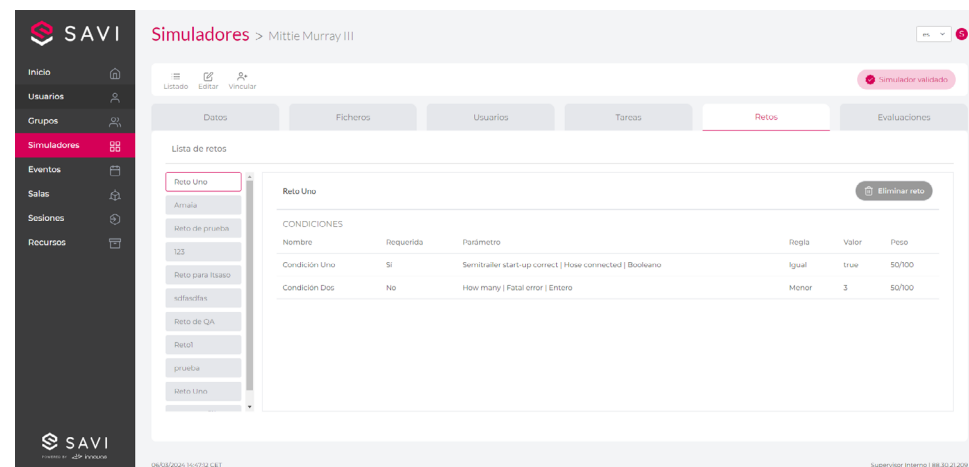 SAVI
Simuladores > Mittie Murray III
es
S
Inicio
Usuarios
Grupos
Simuladores
Eventos
Salas
Sesiones
Recursos
Listado Editar Vincular
Simulador validado
Datos Ficheros Usuarios Tareas Retos Evaluaciones
Lista de retos
Reto Uno
Amaia
Reto de prueba
123
Reto para Itsaso
sdfasdfas
Reto de QA
Reto1
prueba
Reto Uno
Reto Uno
Eliminar reto
CONDICIONES
Nombre Requerida Parámetro Regla Valor Peso
Condición Uno Si Semitrailer start-up correct | Hose connected | Booleano Igual true 50/100
Condición Dos No How many | Fatal error | Entero Menor 3 50/100
SAVI
06/03/2024 14:47:12 CET
Supervisor Interno | 88.30.21.209